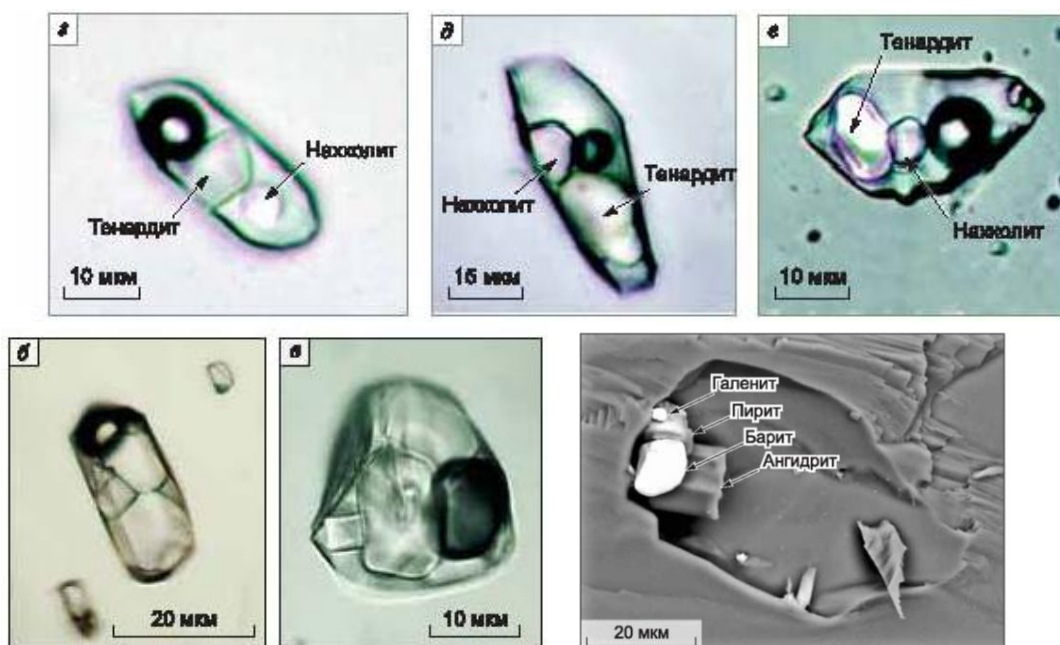 г
Нахколит
Тенардит
10 мкм
д
Нахколит
Тенардит
15 мкм
е
Тенардит
Нахколит
10 мкм
б
20 мкм
в
10 мкм
Галенит
Пирит
Барит
Ангидрит
20 мкм